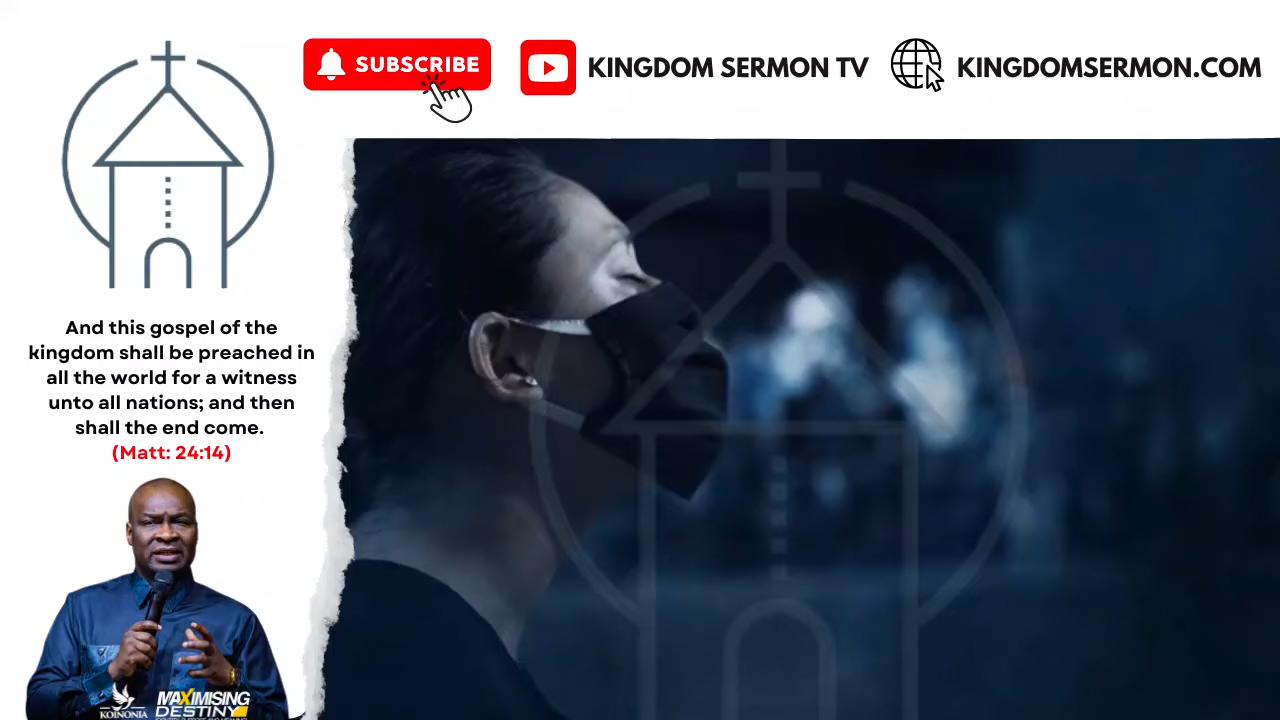 SUBSCRIBE
KINGDOM SERMON TV
KINGDOMSERMON.COM
And this gospel of the
kingdom shall be preached in
all the world for a witness
unto all nations; and then
shall the end come.
(Matt: 24:14)
KOINONIA
MAXIMISING
DESTINY